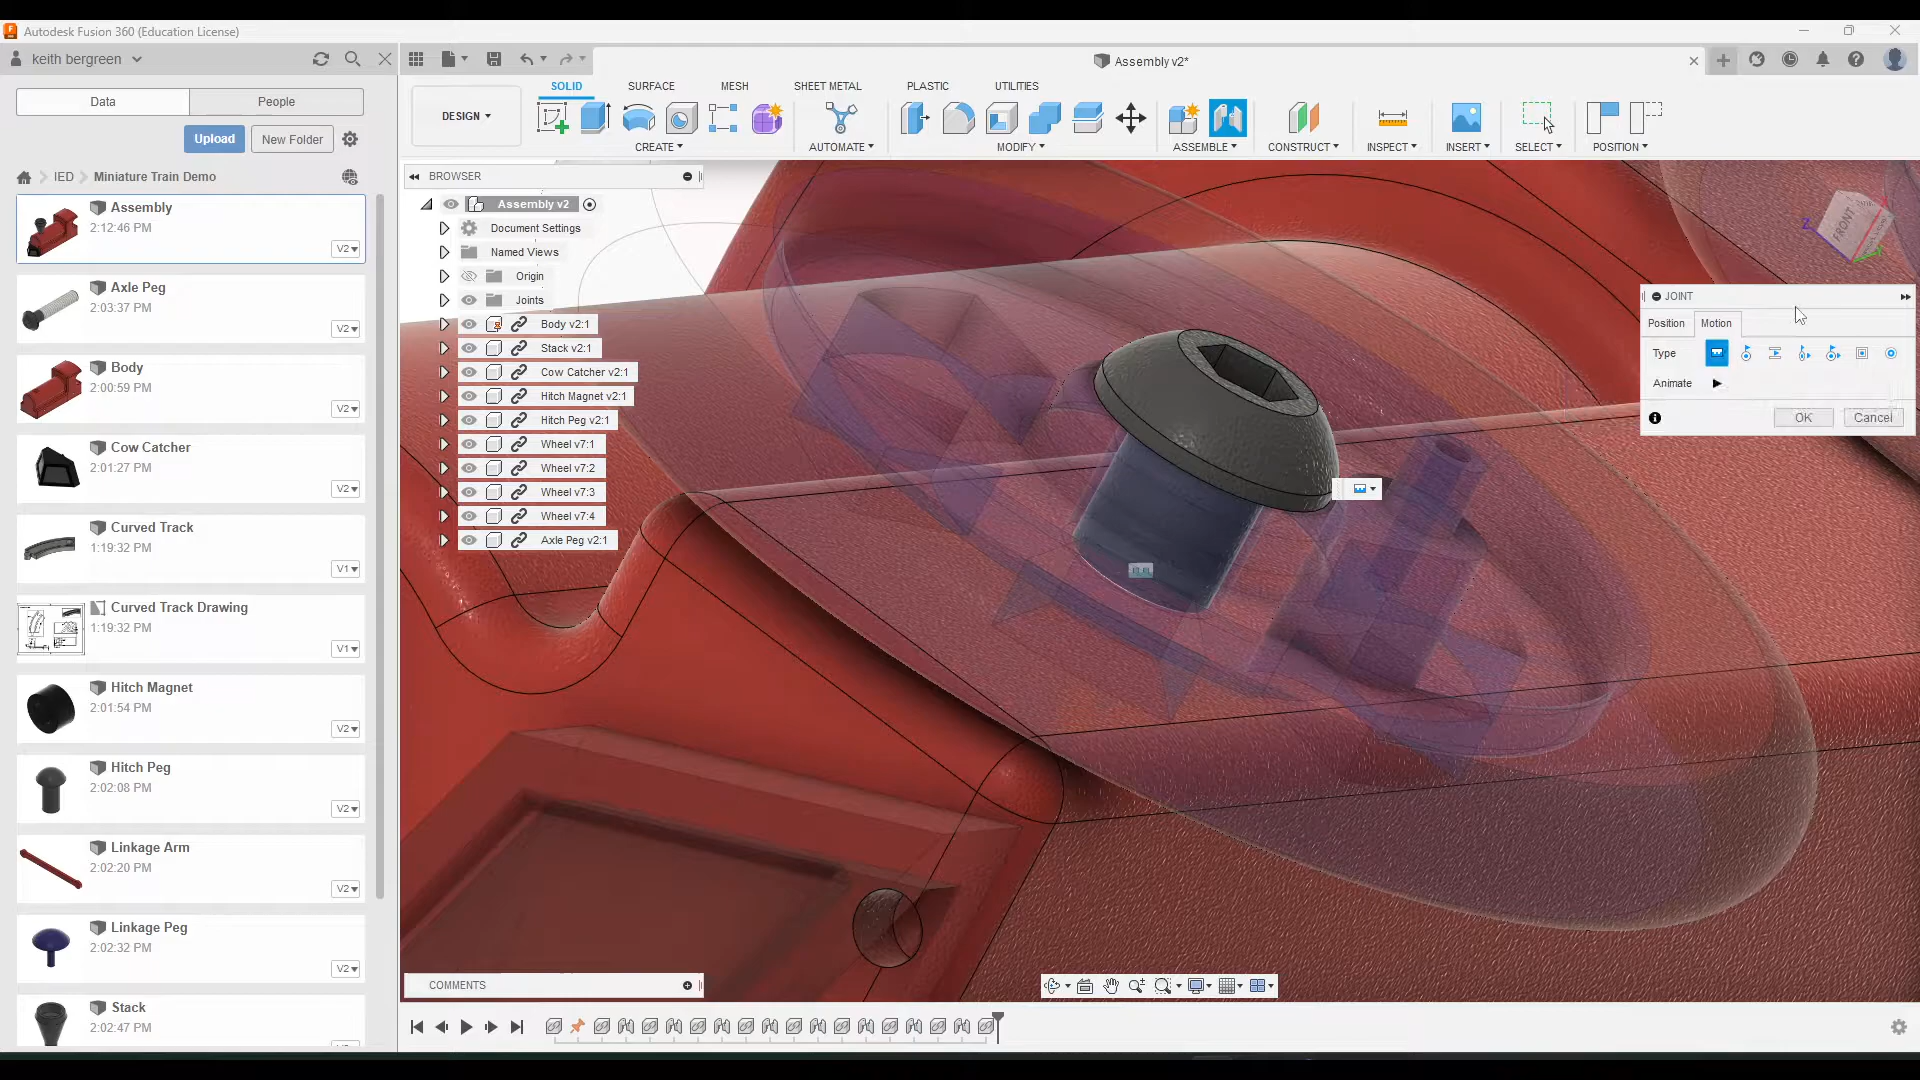 Autodesk Fusion 360 (Education License)
keith bergreen
Assembly v2*
Data
People
Upload
New Folder
IED
Miniature Train Demo
Assembly
2:12:46 PM
V2
Axle Peg
2:03:37 PM
V2
Body
2:00:59 PM
V2
Cow Catcher
2:01:27 PM
V2
Curved Track
1:19:32 PM
V1
Curved Track Drawing
1:19:32 PM
V1
Hitch Magnet
2:01:54 PM
V2
Hitch Peg
2:02:08 PM
V2
Linkage Arm
2:02:20 PM
V2
Linkage Peg
2:02:32 PM
V2
Stack
2:02:47 PM
DESIGN
SOLID
SURFACE
MESH
SHEET METAL
PLASTIC
UTILITIES
CREATE
AUTOMATE
MODIFY
ASSEMBLE
CONSTRUCT
INSPECT
INSERT
SELECT
POSITION
BROWSER
Assembly v2
Document Settings
Named Views
Origin
Joints
Body v2:1
Stack v2:1
Cow Catcher v2:1
Hitch Magnet v2:1
Hitch Peg v2:1
Wheel v7:1
Wheel v7:2
Wheel v7:3
Wheel v7:4
Axle Peg v2:1
FRONT
Z
JOINT
Position
Motion
Type
Animate
OK
Cancel
COMMENTS